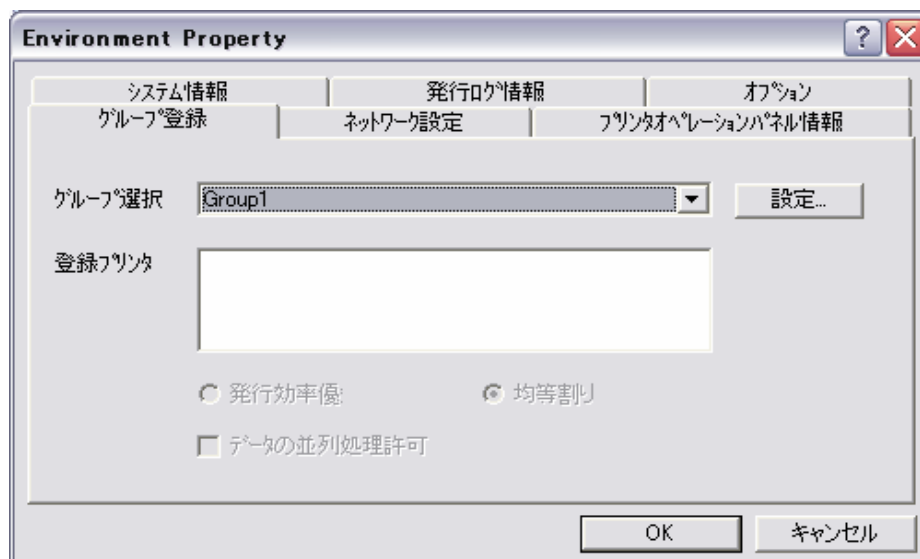 Environment Property
システム情報 発行ログ情報 オプション
グループ登録 ネットワーク設定 プリンタオペレーションパネル情報
グループ選択 Group1 設定...
登録プリンタ
発行効率優 均等割り
データの並列処理許可
OK キャンセル